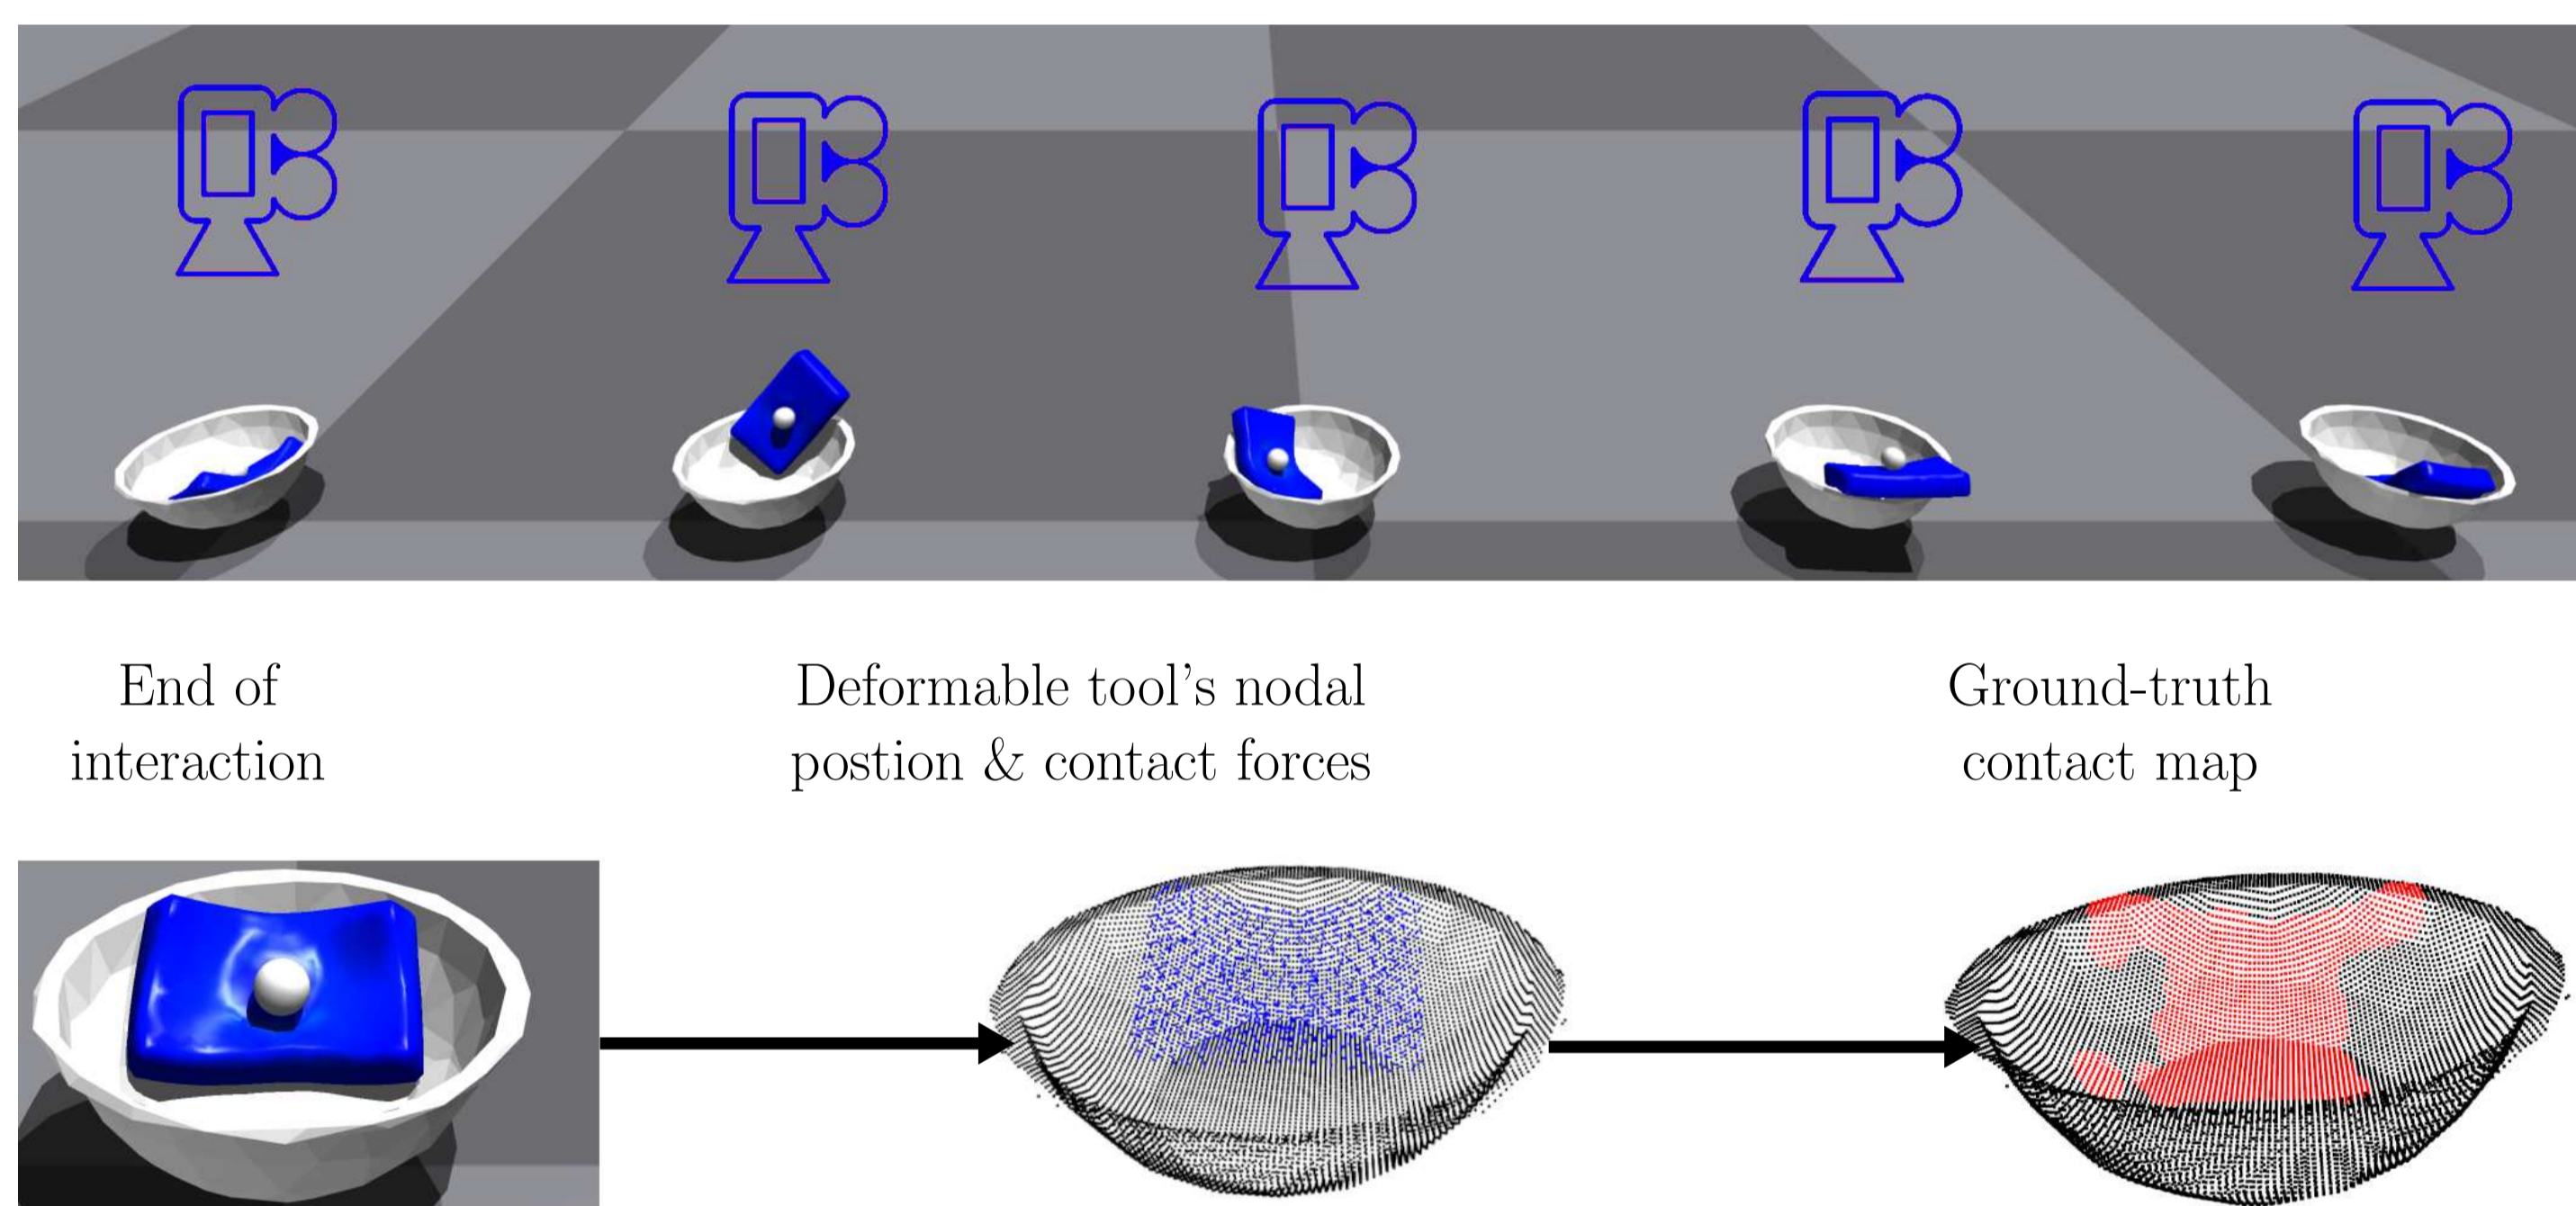 End of
interaction
Deformable tool's nodal
postion & contact forces
Ground-truth
contact map